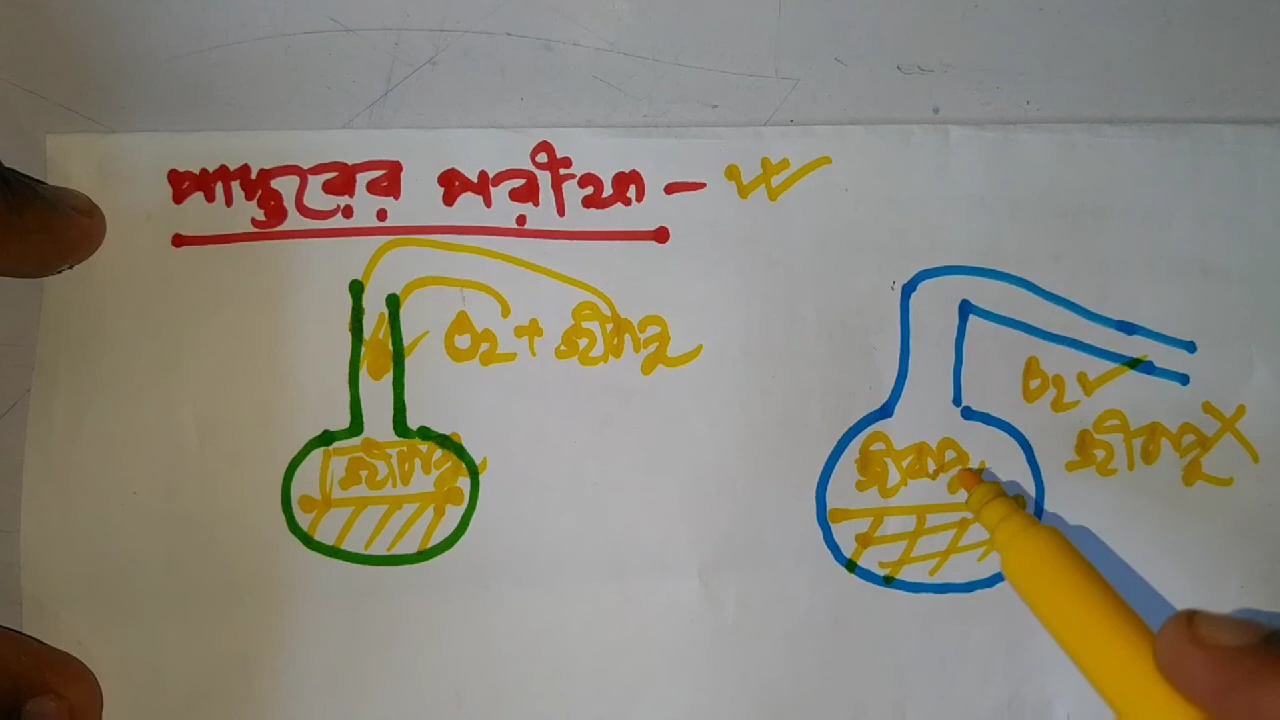 পাস্তুরের পরীক্ষা -
O2 + জীবাণু
O2 ✓
জীবাণু ✗
জীবাণু
জীবাণু